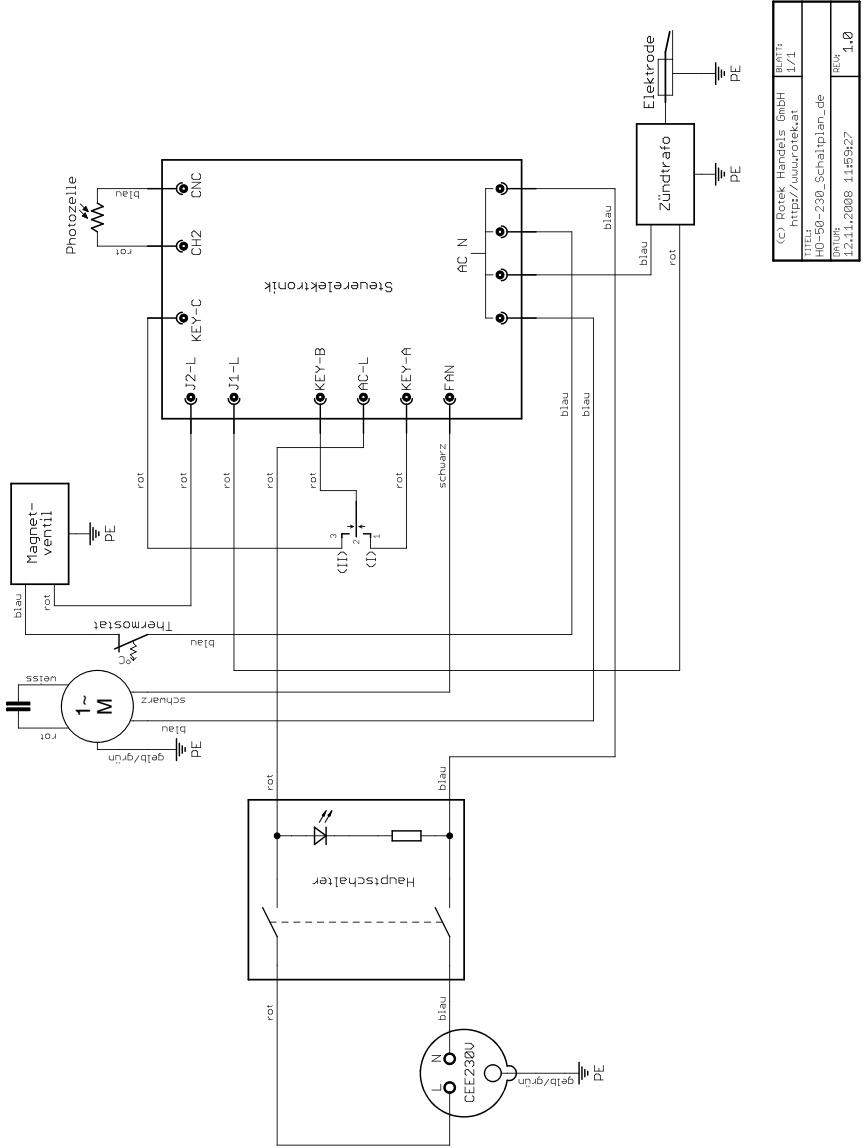 Photozelle
blau
rot
CNC
CH2
KEY-C
Steuerelektronik
AC N
J2-L
J1-L
KEY-B
AC-L
KEY-A
FAN
Elektrode
PE
Zündtrafo
PE
blau
rot
blau
blau
blau
rot
rot
rot
rot
rot
rot
schwarz
3
2
1
(II)
(I)
Magnet-
ventil
PE
blau
rot
Thermostat
°C
blau
weiss
rot
1~
M
schwarz
blau
gelb/grün
PE
rot
blau
Hauptschalter
rot
blau
L
N
CEE230V
gelb/grün
PE
(c) Rotek Handels GmbH
http://www.rotek.at
BLATT:
1/1
TITEL:
HO-50-230_Schaltplan_de
DATUM:
12.11.2008 11:59:27
REV:
1.0